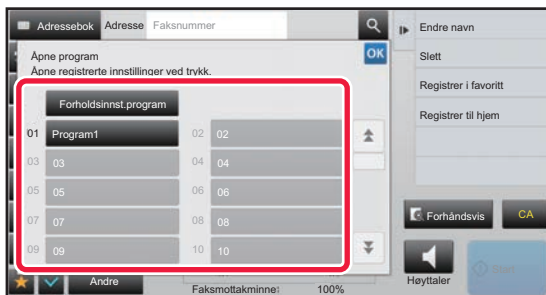 Adressebok Adresse Faksnummer
Endre navn
Åpne program OK
Åpne registrerte innstillinger ved trykk.
Slett
Registrer i favoritt
Registrer til hjem
Forholdsinnst.program
01 Program1 02 02
03 03 04 04
05 05 06 06
07 07 08 08
09 09 10 10
Forhåndsvis CA
Høyttaler Start
Andre
Faksmottakminne: 100%